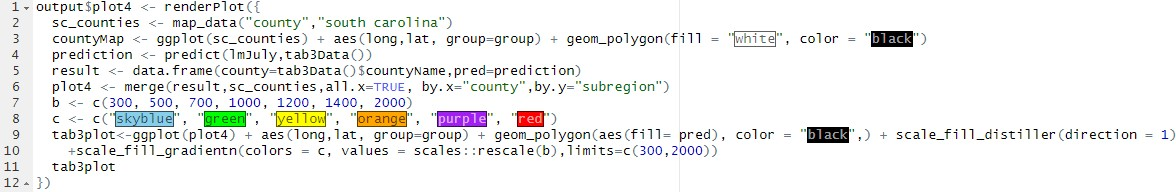 1 output$plot4 <- renderPlot({
2 sc_counties <- map_data("county","south carolina")
3 countyMap <- ggplot(sc_counties) + aes(long,lat, group=group) + geom_polygon(fill = "white", color = "black")
4 prediction <- predict(lmJuly,tab3Data())
5 result <- data.frame(county=tab3Data()$countyName,pred=prediction)
6 plot4 <- merge(result,sc_counties,all.x=TRUE, by.x="county",by.y="subregion")
7 b <- c(300, 500, 700, 1000, 1200, 1400, 2000)
8 c <- c("skyblue", "green", "yellow", "orange", "purple", "red")
9 tab3plot<-ggplot(plot4) + aes(long,lat, group=group) + geom_polygon(aes(fill= pred), color = "black",) + scale_fill_distiller(direction = 1)
10 +scale_fill_gradientn(colors = c, values = scales::rescale(b),limits=c(300,2000))
11 tab3plot
12 })